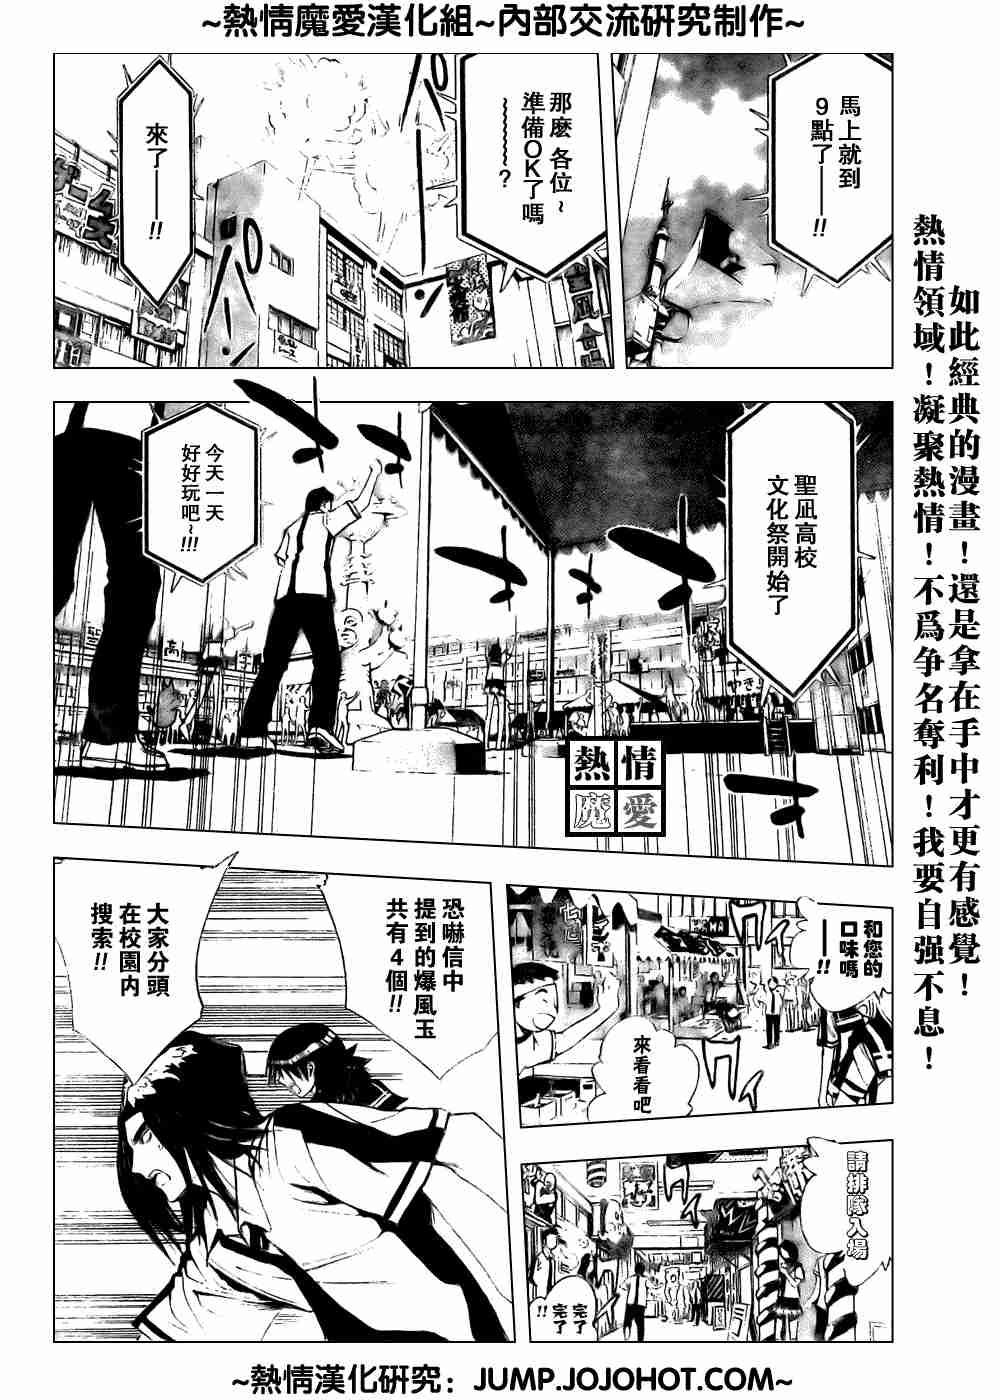 ~熱情魔愛漢化組~內部交流研究制作~
馬上就到
9點了——!!
那麼 各位~
準備OK了嗎
~~~~~~~?
來了——!!
聖凪高校
文化祭開始了
今天一天
好好玩吧~!!!
熱情
魔愛
和您的
口味嗎
——!!
來看看吧
請排隊入場
完了
完了
!!
恐嚇信中
提到的爆風玉
共有4個!!
大家分頭
在校園内
搜索!!
如此經典的漫畫！還是拿在手中才更有感覺！
熱情領域！凝聚熱情！不爲争名奪利！我要自强不息！
~熱情漢化研究：JUMP.JOJOHOT.COM~